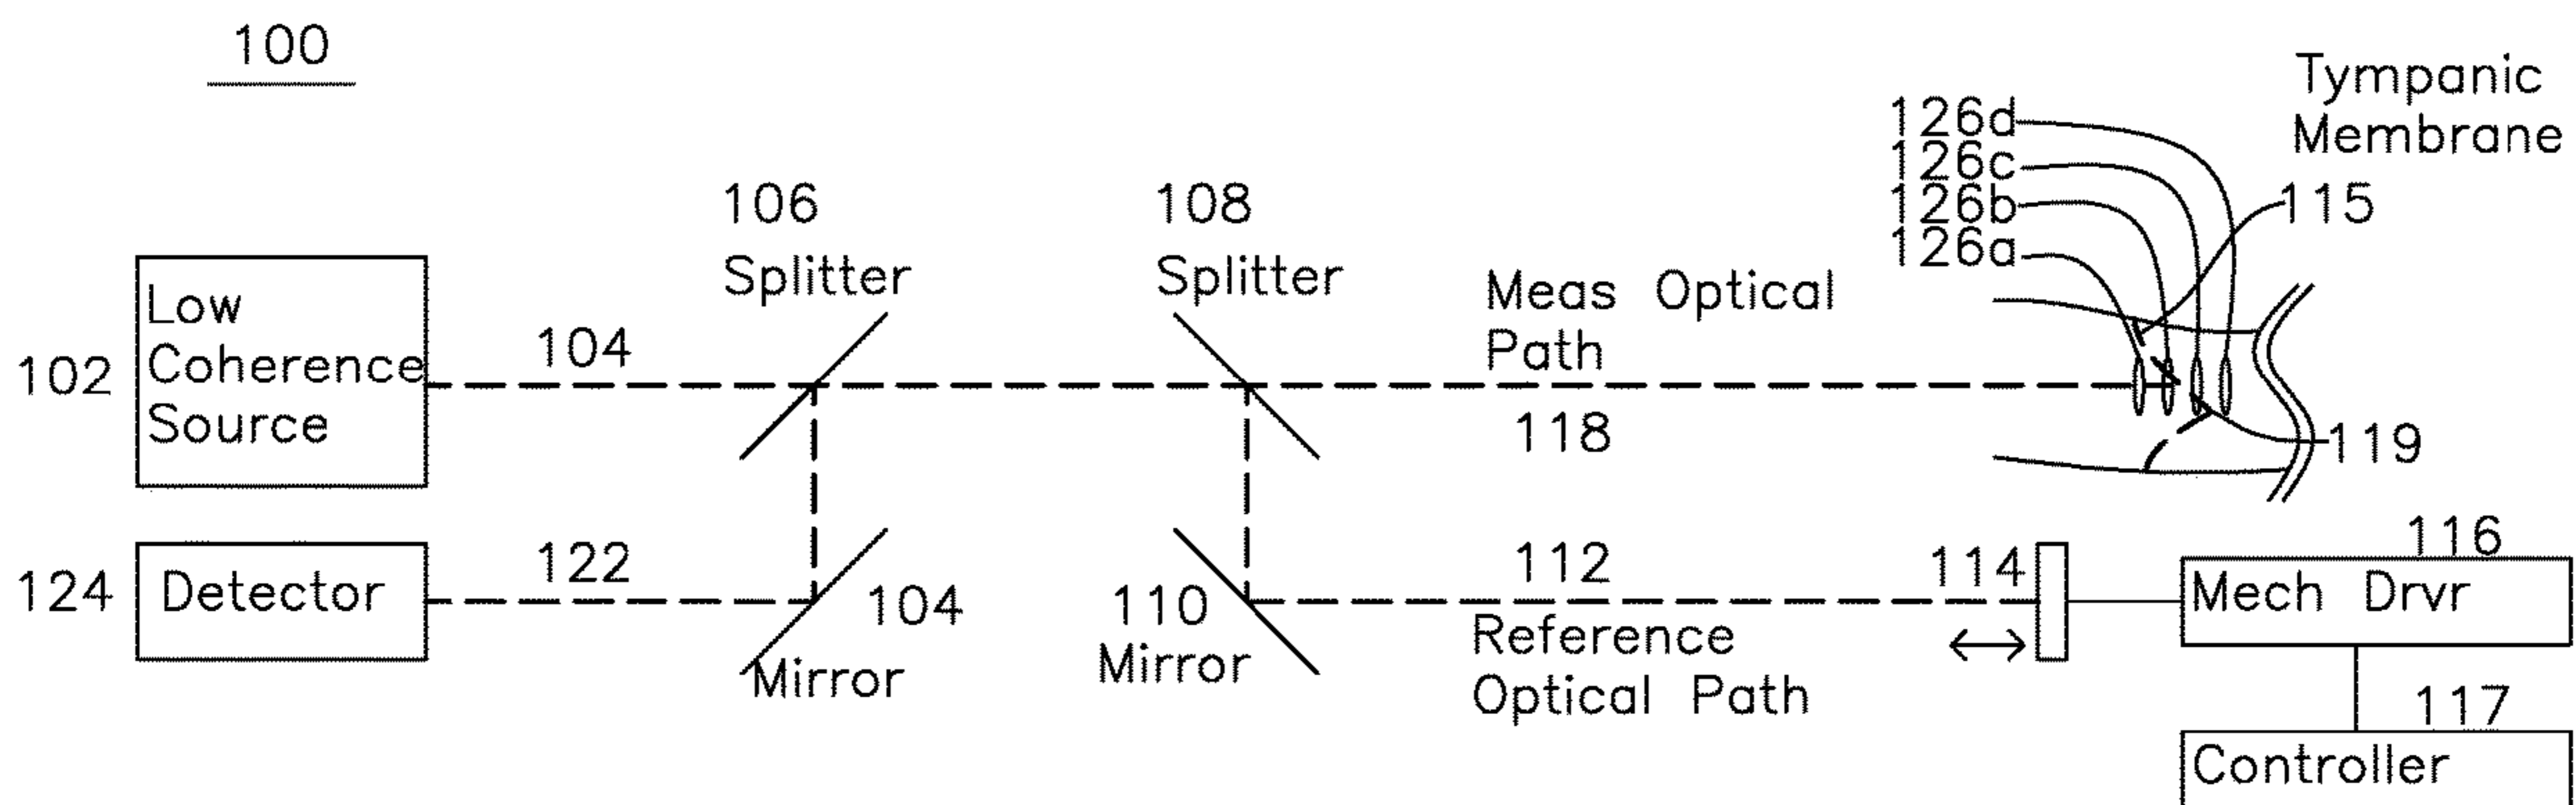 100
Tympanic
Membrane
126d
126c
126b
126a
115
106
Splitter
108
Splitter
Low
Coherence
Source
102
104
Meas Optical
Path
118
119
124
Detector
122
104
Mirror
110
Mirror
112
Reference
Optical Path
114
116
Mech Drvr
117
Controller